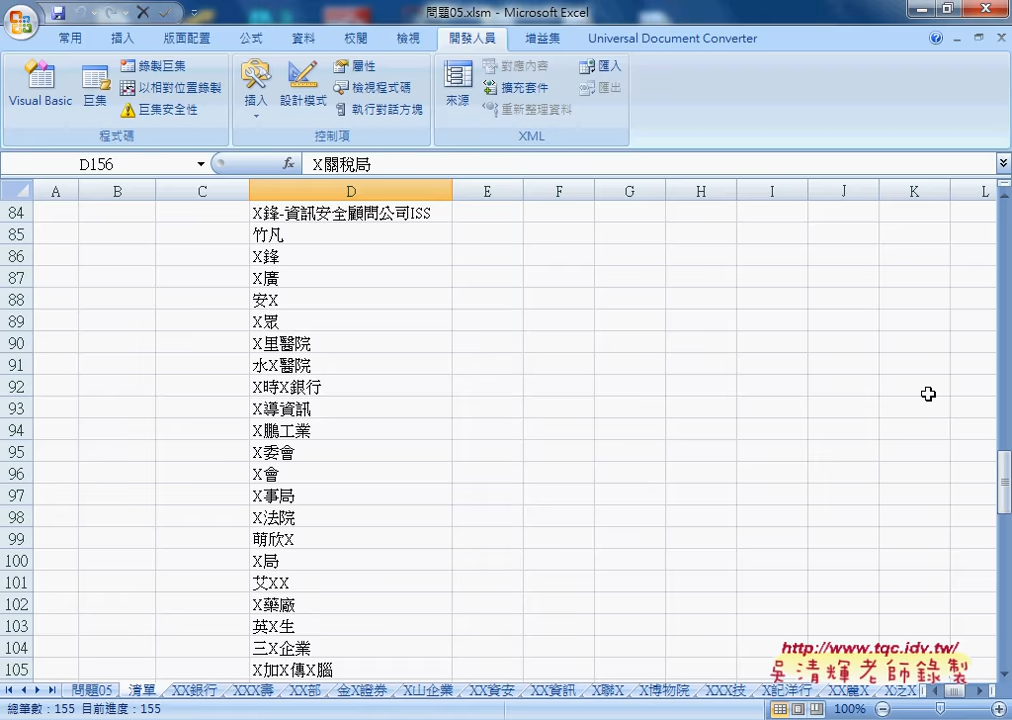 問題05.xlsm - Microsoft Excel
常用 插入 版面配置 公式 資料 校閱 檢視 開發人員 增益集 Universal Document Converter
Visual Basic 巨集 錄製巨集 以相對位置錄製 巨集安全性 程式碼
插入 設計模式 屬性 檢視程式碼 執行對話方塊 控制項
來源 對應內容 擴充套件 重新整理資料 匯入 匯出 XML
D156 fx X關稅局
A B C D E F G H I J K L
84 X鋒-資訊安全顧問公司ISS
85 竹凡
86 X鋒
87 X廣
88 安X
89 X眾
90 X里醫院
91 水X醫院
92 X時X銀行
93 X導資訊
94 X鵬工業
95 X委會
96 X會
97 X事局
98 X法院
99 萌欣X
100 X局
101 艾XX
102 X藥廠
103 英X生
104 三X企業
105 X加X傳X腦
http://www.tqc.idv.tw/
吳清輝老師錄製
問題05 清單 XX銀行 XXX壽 XX部 金X證券 X山企業 XX資安 XX資訊 X聯X X博物院 XXX技 X記洋行 XX麗X X之X
總筆數：155 目前進度：155 100%